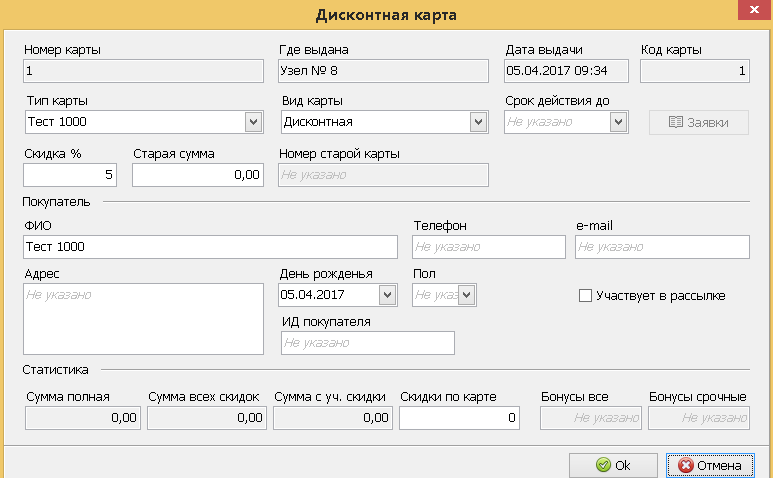 Дисконтная карта
Номер карты Где выдана Дата выдачи Код карты
1 Узел № 8 05.04.2017 09:34 1
Тип карты Вид карты Срок действия до
Тест 1000 Дисконтная Не указано Заявки
Скидка % Старая сумма Номер старой карты
5 0,00 Не указано
Покупатель
ФИО Телефон e-mail
Тест 1000 Не указано Не указано
Адрес День рожденья Пол
Не указано 05.04.2017 Не указ Участвует в рассылке
ИД покупателя
Не указано
Статистика
Сумма полная Сумма всех скидок Сумма с уч. скидки Скидки по карте Бонусы все Бонусы срочные
0,00 0,00 0,00 0 Не указано Не указано
Ok Отмена